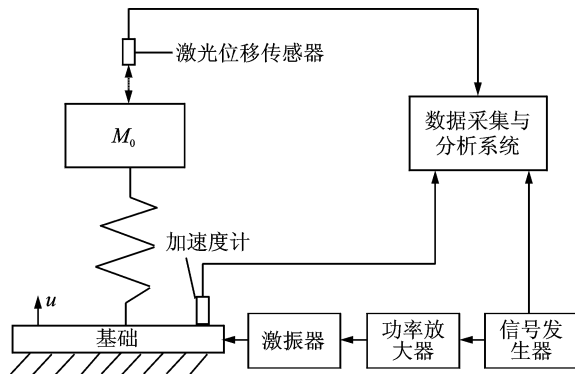 激光位移传感器
M₀
数据采集与
分析系统
加速度计
u
基础
激振器
功率放
大器
信号发
生器